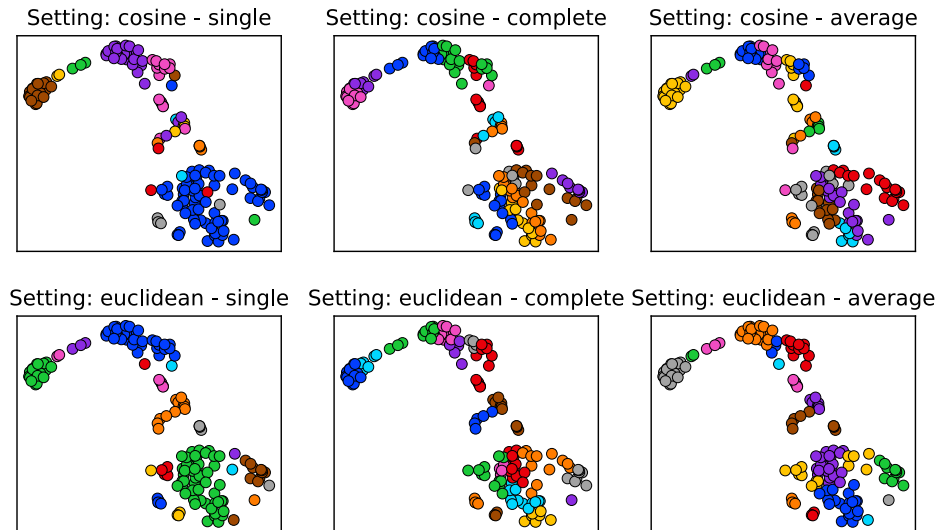 Setting: cosine - single
Setting: cosine - complete
Setting: cosine - average
Setting: euclidean - single
Setting: euclidean - complete
Setting: euclidean - average